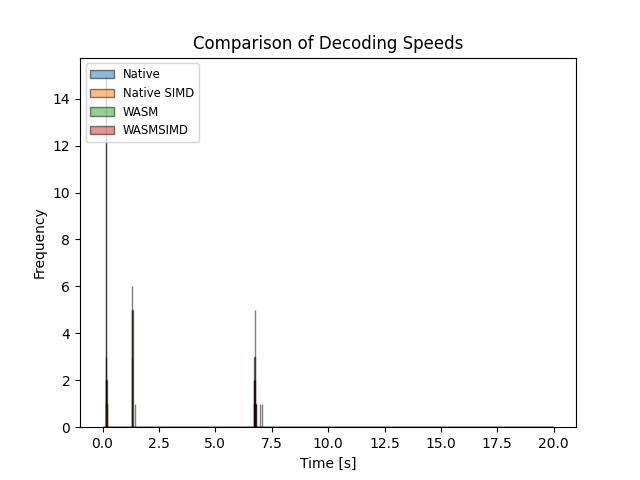 Comparison of Decoding Speeds
Native
Native SIMD
WASM
WASMSIMD
14
12
10
8
6
4
2
0
Frequency
0.0 2.5 5.0 7.5 10.0 12.5 15.0 17.5 20.0
Time [s]